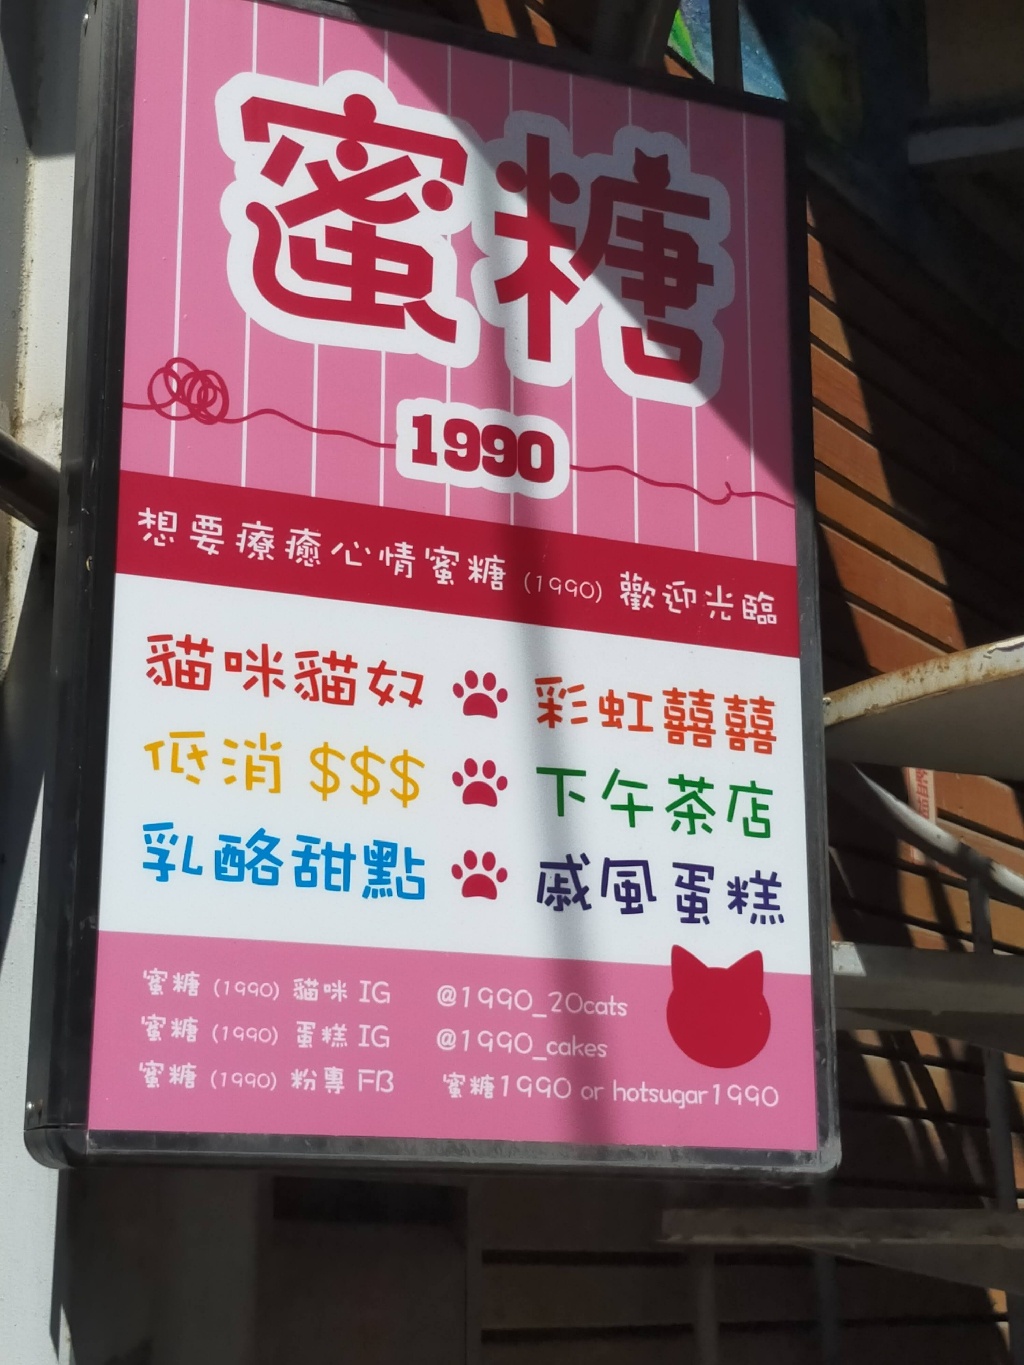 蜜糖
1990
想要療癒心情蜜糖 (1990) 歡迎光臨
貓咪貓奴 彩虹囍囍
低消 $$$ 下午茶店
乳酪甜點 戚風蛋糕
蜜糖 (1990) 貓咪 IG @1990_20cats
蜜糖 (1990) 蛋糕 IG @1990_cakes
蜜糖 (1990) 粉專 FB 蜜糖1990 or hotsugar1990